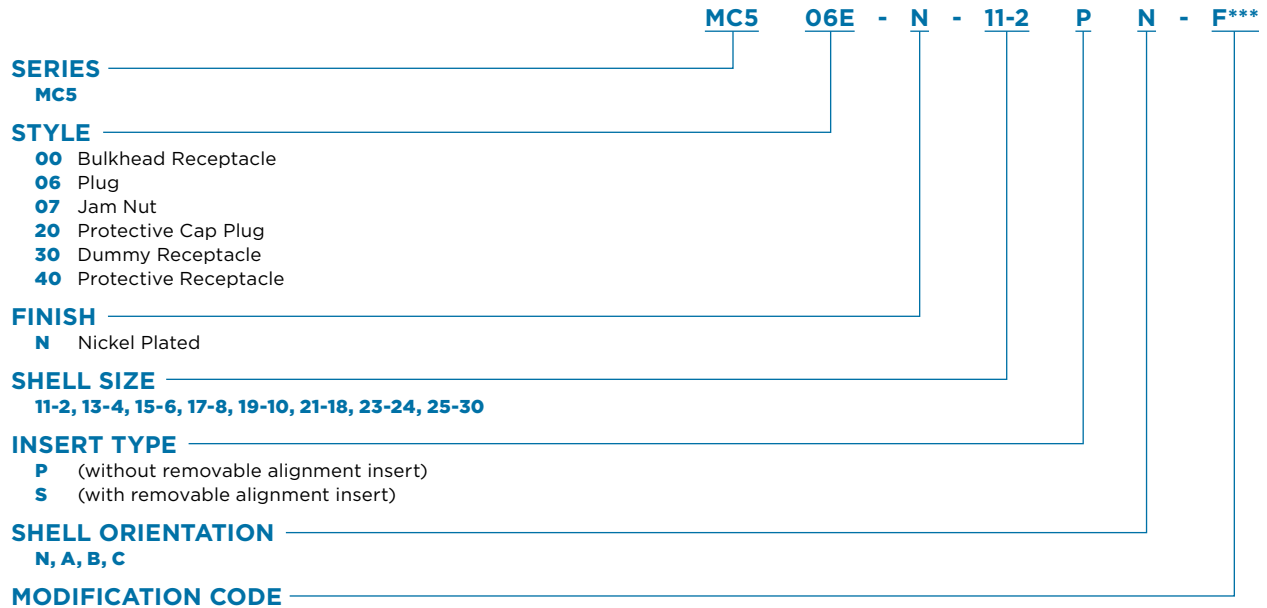 MC5 06E - N - 11-2 P N - F***
SERIES
MC5
STYLE
00 Bulkhead Receptacle
06 Plug
07 Jam Nut
20 Protective Cap Plug
30 Dummy Receptacle
40 Protective Receptacle
FINISH
N Nickel Plated
SHELL SIZE
11-2, 13-4, 15-6, 17-8, 19-10, 21-18, 23-24, 25-30
INSERT TYPE
P (without removable alignment insert)
S (with removable alignment insert)
SHELL ORIENTATION
N, A, B, C
MODIFICATION CODE